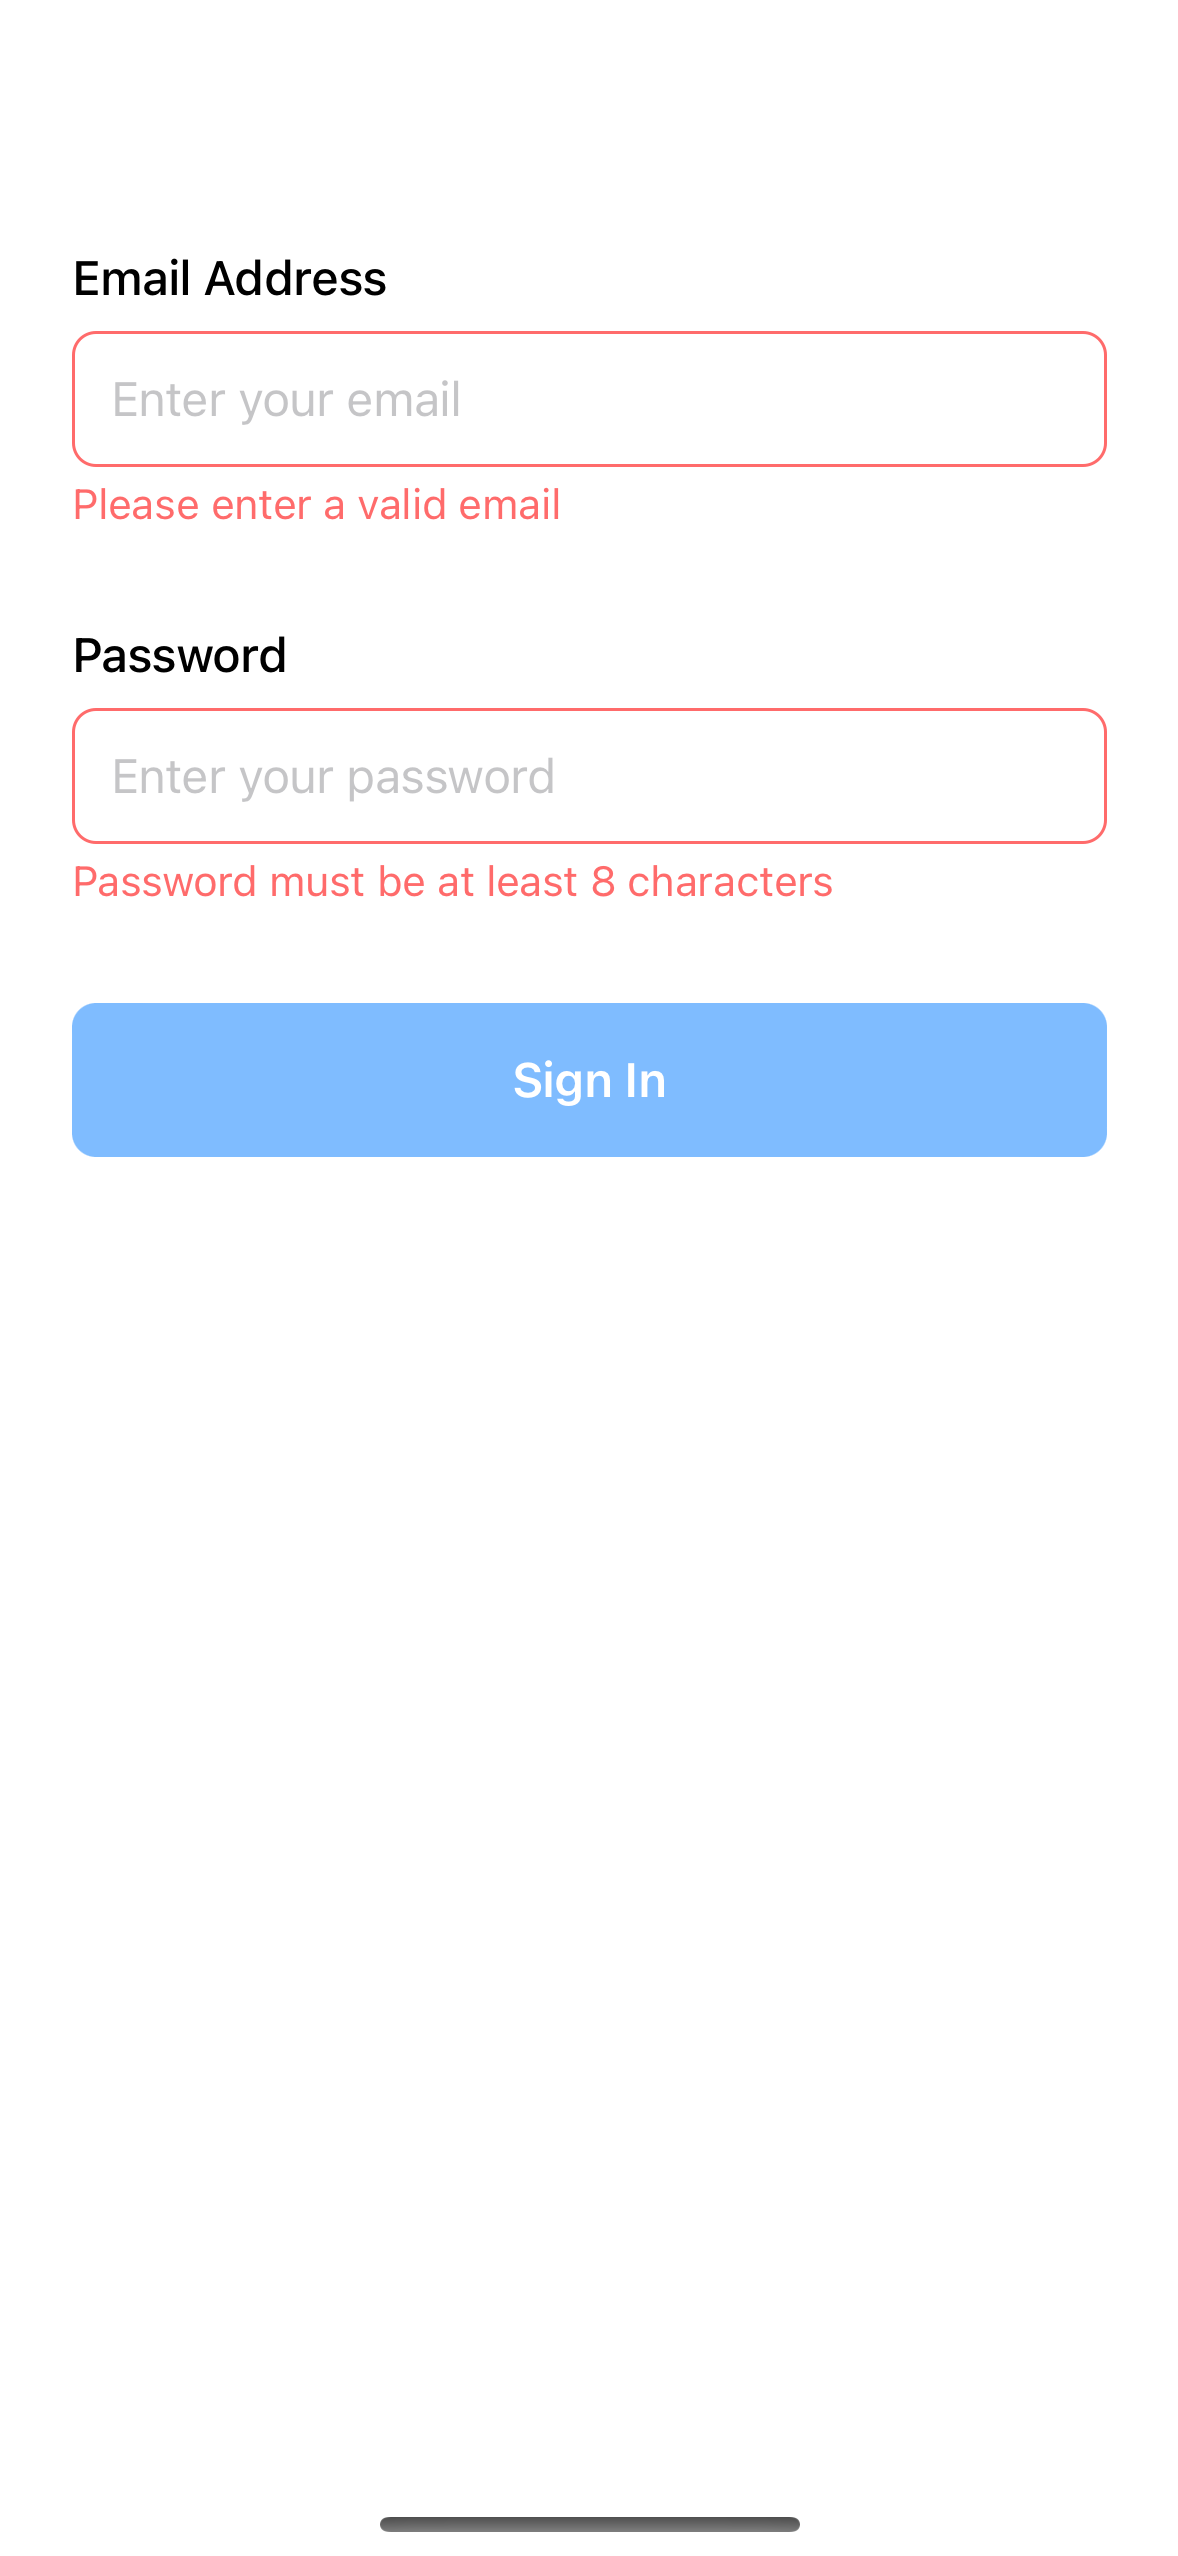 Email Address
Enter your email
Please enter a valid email
Password
Enter your password
Password must be at least 8 characters
Sign In